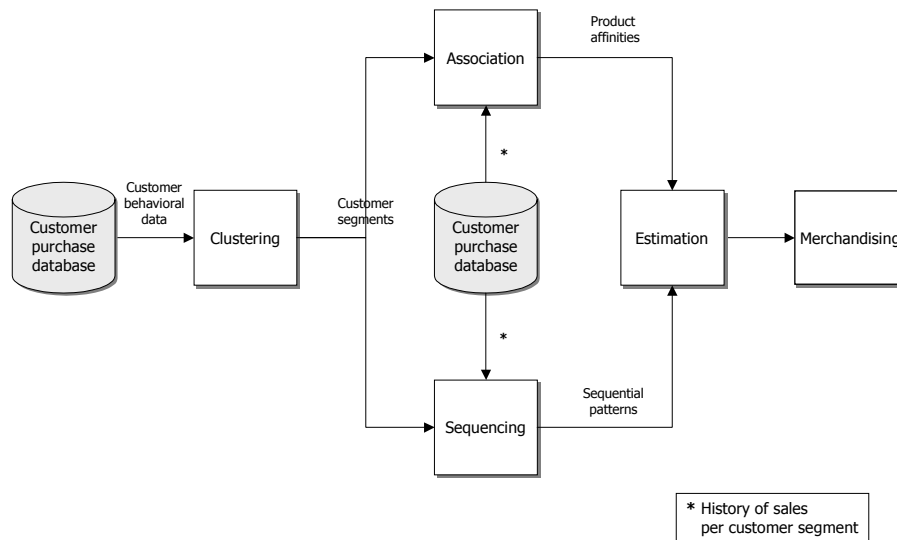 Product
affinities
Association
*
Customer
behavioral
data
Customer
purchase
database
Clustering
Customer
segments
Customer
purchase
database
Estimation
Merchandising
*
Sequential
patterns
Sequencing
* History of sales
per customer segment